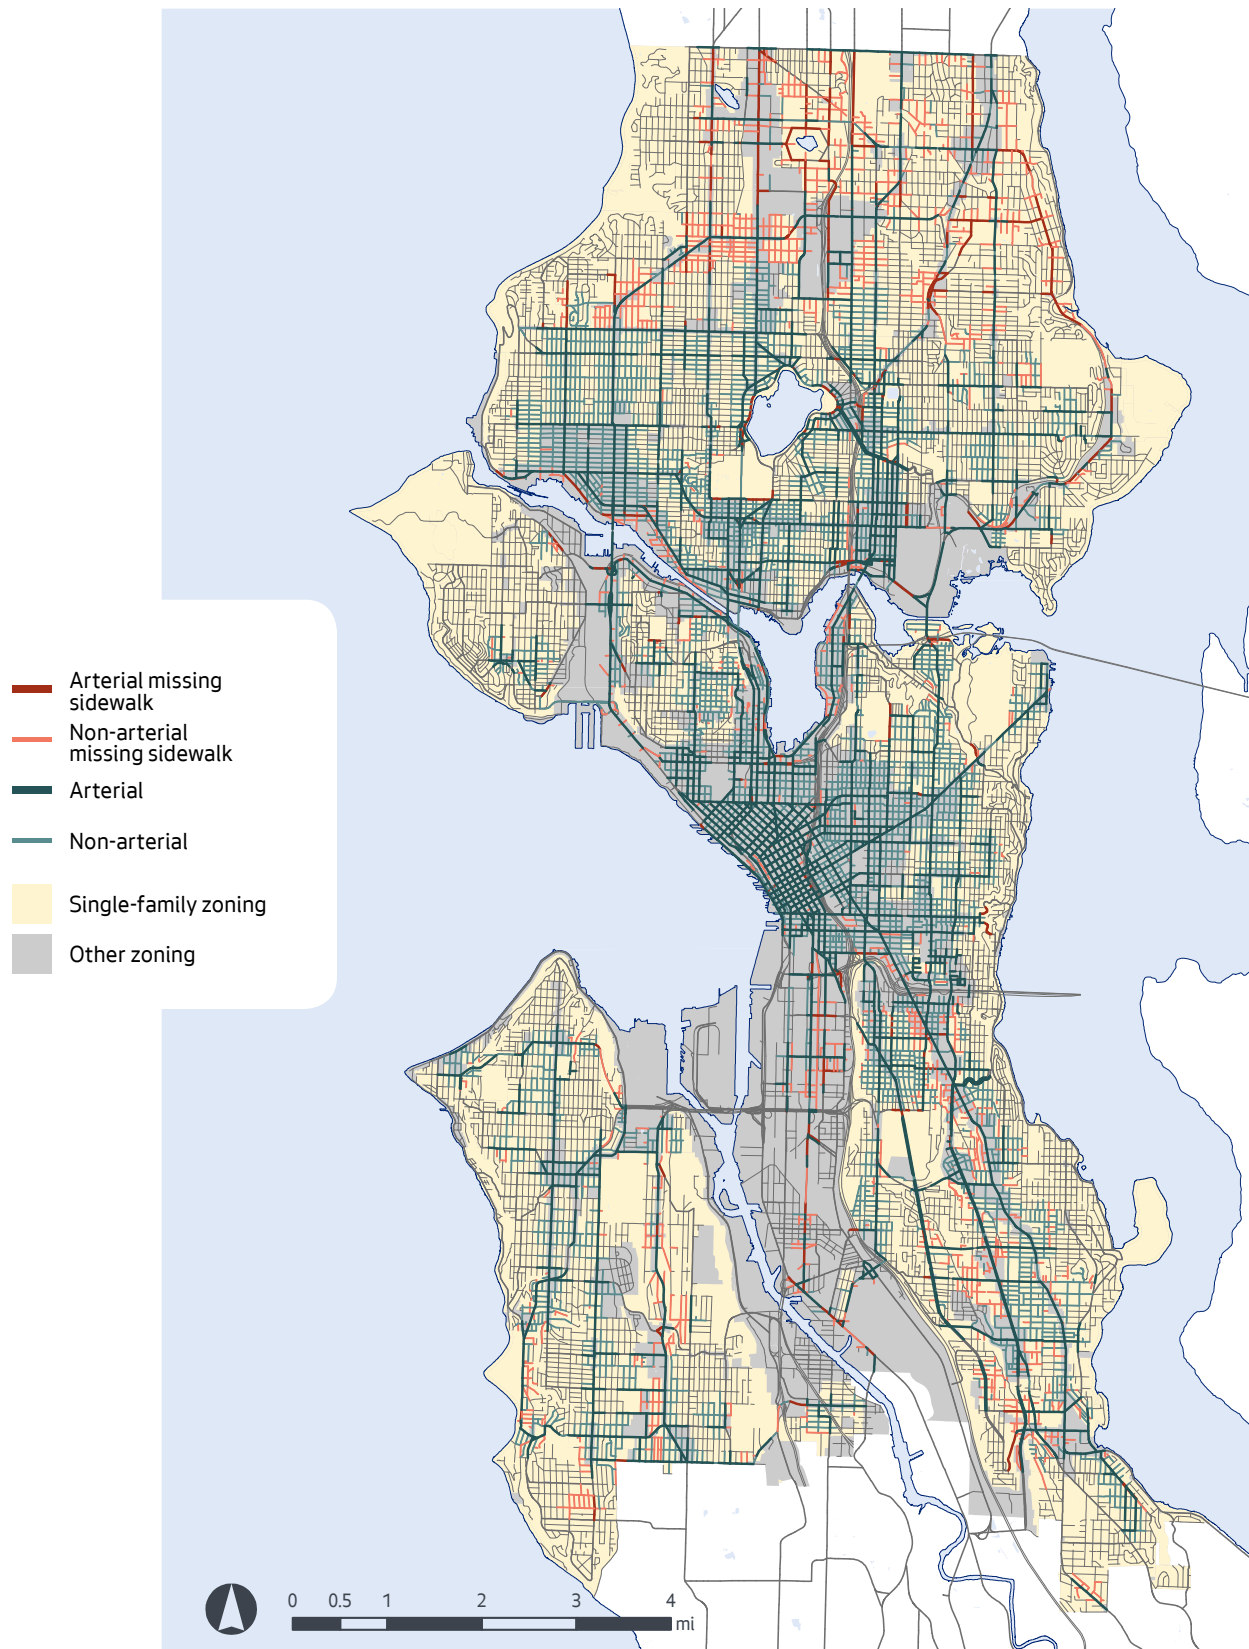 Arterial missing
sidewalk
Non-arterial
missing sidewalk
Arterial
Non-arterial
Single-family zoning
Other zoning
0 0.5 1 2 3 4
mi